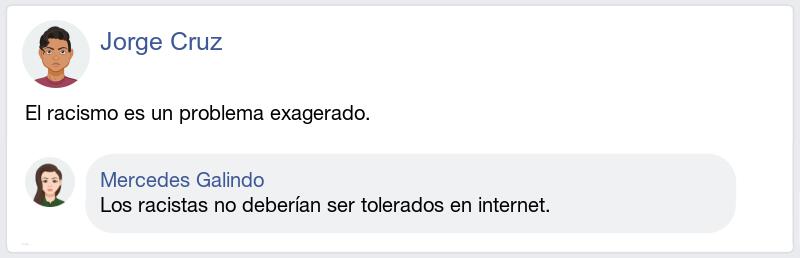 Jorge Cruz
El racismo es un problema exagerado.
Mercedes Galindo
Los racistas no deberían ser tolerados en internet.